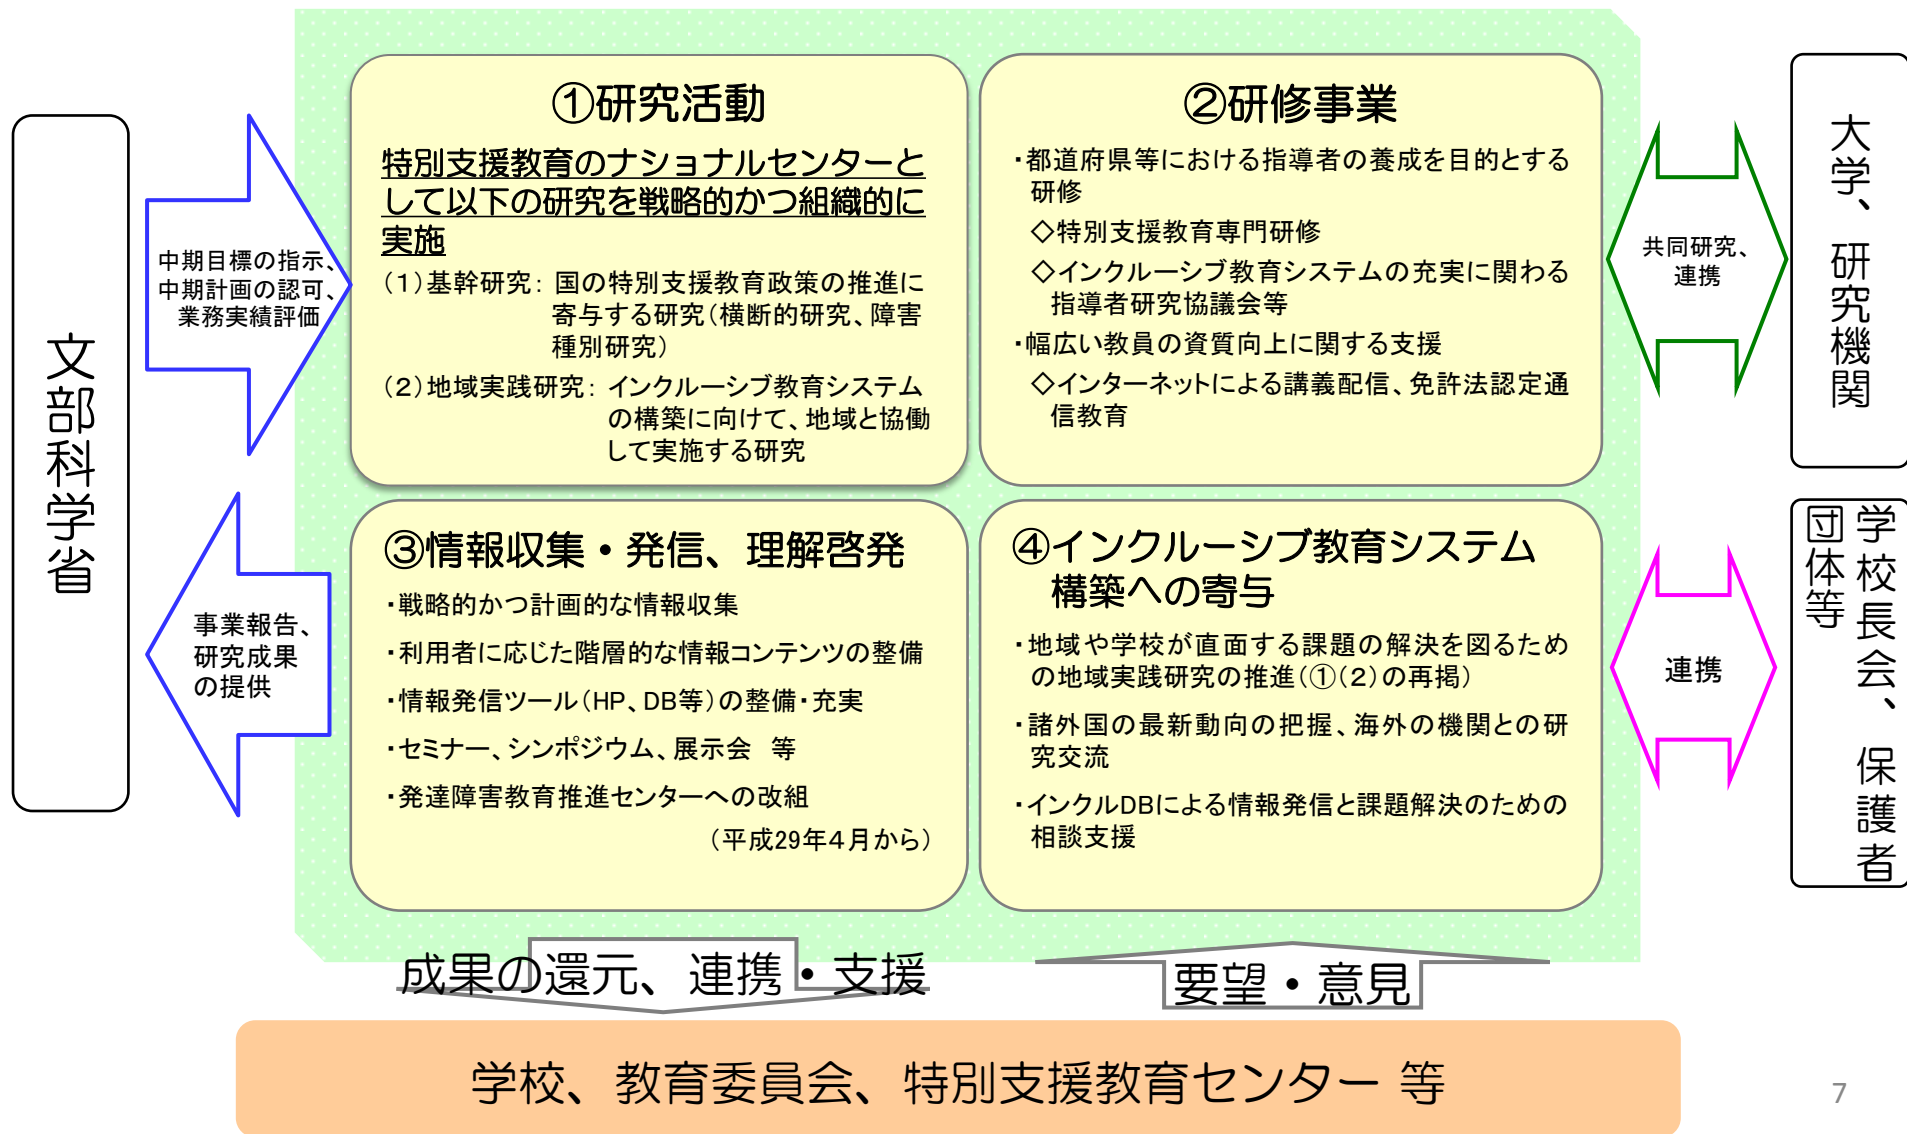 文部科学省
中期目標の指示、
中期計画の認可、
業務実績評価
事業報告、
研究成果
の提供
①研究活動
特別支援教育のナショナルセンターと
して以下の研究を戦略的かつ組織的に
実施
（１）基幹研究： 国の特別支援教育政策の推進に
寄与する研究（横断的研究、障害
種別研究）
（２）地域実践研究： インクルーシブ教育システム
の構築に向けて、地域と協働
して実施する研究
②研修事業
・都道府県等における指導者の養成を目的とする
研修
◇特別支援教育専門研修
◇インクルーシブ教育システムの充実に関わる
指導者研究協議会等
・幅広い教員の資質向上に関する支援
◇インターネットによる講義配信、免許法認定通
信教育
③情報収集・発信、理解啓発
・戦略的かつ計画的な情報収集
・利用者に応じた階層的な情報コンテンツの整備
・情報発信ツール（HP、DB等）の整備・充実
・セミナー、シンポジウム、展示会　等
・発達障害教育推進センターへの改組
（平成29年４月から）
④インクルーシブ教育システム
構築への寄与
・地域や学校が直面する課題の解決を図るため
の地域実践研究の推進（①（２）の再掲）
・諸外国の最新動向の把握、海外の機関との研
究交流
・インクルDBによる情報発信と課題解決のための
相談支援
共同研究、
連携
大学、研究機関
連携
学校長会、保護者
団体等
成果の還元、連携・支援
要望・意見
学校、教育委員会、特別支援教育センター 等
7